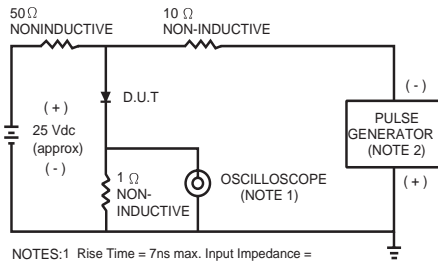 50Ω
NONINDUCTIVE
10 Ω
NON-INDUCTIVE
( + )
25 Vdc
(approx)
( - )
D.U.T
1 Ω
NON-
INDUCTIVE
OSCILLOSCOPE
(NOTE 1)
( - )
PULSE
GENERATOR
(NOTE 2)
( + )
NOTES:1 Rise Time = 7ns max. Input Impedance =